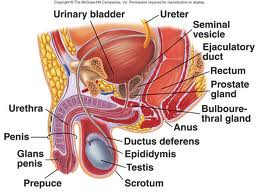 Copyright © The McGraw-Hill Companies, Inc. Permission required for reproduction or display.
Urinary bladder
Ureter
Seminal
vesicle
Ejaculatory
duct
Rectum
Prostate
gland
Bulboure-
thral gland
Anus
Urethra
Penis
Glans
penis
Prepuce
Ductus deferens
Epididymis
Testis
Scrotum